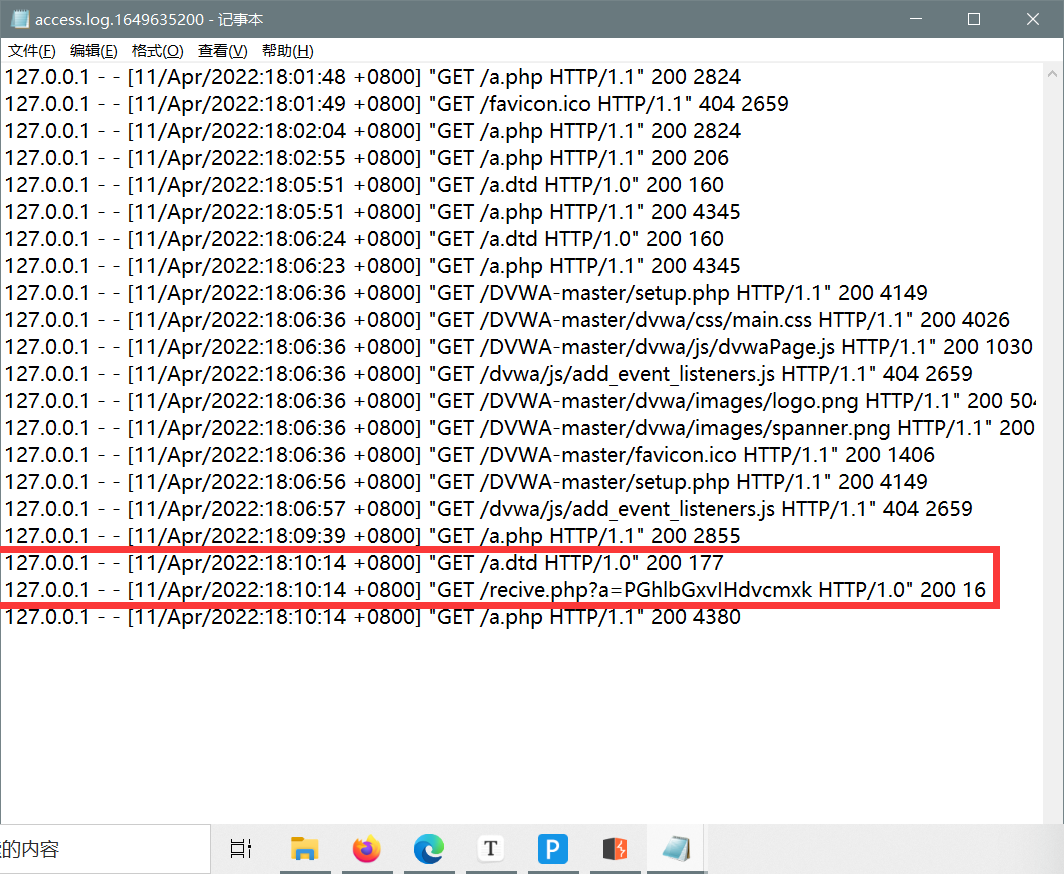 access.log.1649635200 - 记事本
文件(F) 编辑(E) 格式(O) 查看(V) 帮助(H)
127.0.0.1 - - [11/Apr/2022:18:01:48 +0800] "GET /a.php HTTP/1.1" 200 2824
127.0.0.1 - - [11/Apr/2022:18:01:49 +0800] "GET /favicon.ico HTTP/1.1" 404 2659
127.0.0.1 - - [11/Apr/2022:18:02:04 +0800] "GET /a.php HTTP/1.1" 200 2824
127.0.0.1 - - [11/Apr/2022:18:02:55 +0800] "GET /a.php HTTP/1.1" 200 206
127.0.0.1 - - [11/Apr/2022:18:05:51 +0800] "GET /a.dtd HTTP/1.0" 200 160
127.0.0.1 - - [11/Apr/2022:18:05:51 +0800] "GET /a.php HTTP/1.1" 200 4345
127.0.0.1 - - [11/Apr/2022:18:06:24 +0800] "GET /a.dtd HTTP/1.0" 200 160
127.0.0.1 - - [11/Apr/2022:18:06:23 +0800] "GET /a.php HTTP/1.1" 200 4345
127.0.0.1 - - [11/Apr/2022:18:06:36 +0800] "GET /DVWA-master/setup.php HTTP/1.1" 200 4149
127.0.0.1 - - [11/Apr/2022:18:06:36 +0800] "GET /DVWA-master/dvwa/css/main.css HTTP/1.1" 200 4026
127.0.0.1 - - [11/Apr/2022:18:06:36 +0800] "GET /DVWA-master/dvwa/js/dvwaPage.js HTTP/1.1" 200 1030
127.0.0.1 - - [11/Apr/2022:18:06:36 +0800] "GET /dvwa/js/add_event_listeners.js HTTP/1.1" 404 2659
127.0.0.1 - - [11/Apr/2022:18:06:36 +0800] "GET /DVWA-master/dvwa/images/logo.png HTTP/1.1" 200 504
127.0.0.1 - - [11/Apr/2022:18:06:36 +0800] "GET /DVWA-master/dvwa/images/spanner.png HTTP/1.1" 200
127.0.0.1 - - [11/Apr/2022:18:06:36 +0800] "GET /DVWA-master/favicon.ico HTTP/1.1" 200 1406
127.0.0.1 - - [11/Apr/2022:18:06:56 +0800] "GET /DVWA-master/setup.php HTTP/1.1" 200 4149
127.0.0.1 - - [11/Apr/2022:18:06:57 +0800] "GET /dvwa/js/add_event_listeners.js HTTP/1.1" 404 2659
127.0.0.1 - - [11/Apr/2022:18:09:39 +0800] "GET /a.php HTTP/1.1" 200 2855
127.0.0.1 - - [11/Apr/2022:18:10:14 +0800] "GET /a.dtd HTTP/1.0" 200 177
127.0.0.1 - - [11/Apr/2022:18:10:14 +0800] "GET /recive.php?a=PGhlbGxvIHdvcmxk HTTP/1.0" 200 16
127.0.0.1 - - [11/Apr/2022:18:10:14 +0800] "GET /a.php HTTP/1.1" 200 4380
的内容
T
P